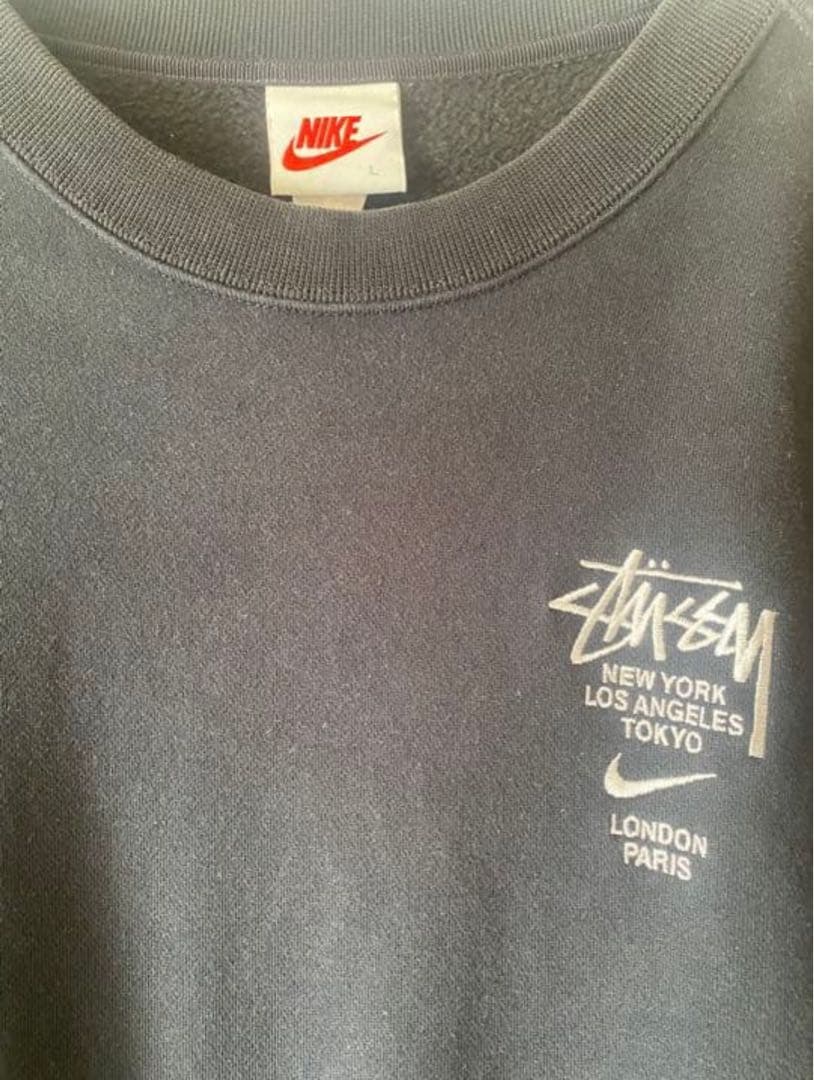 NIKE
L
STÜSSY
NEW YORK
LOS ANGELES
TOKYO
LONDON
PARIS